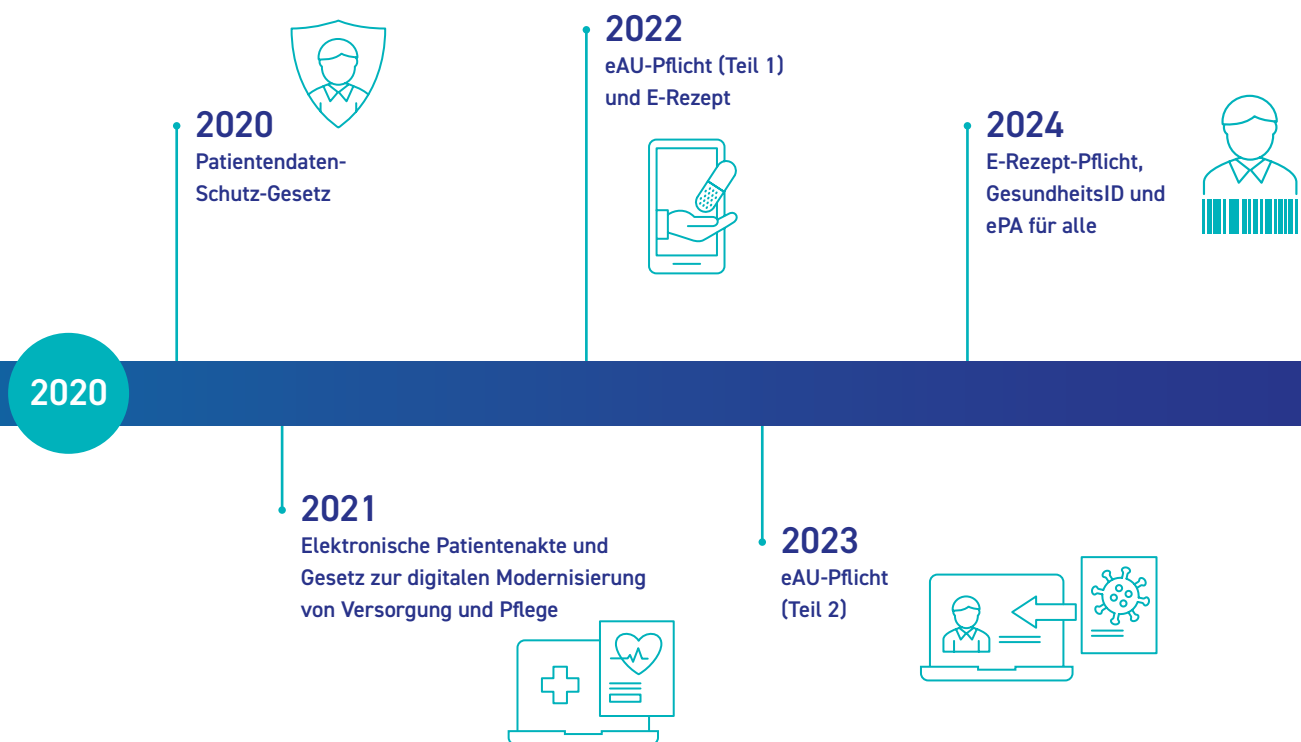 2022
eAU-Pflicht (Teil 1)
und E-Rezept
2020
Patientendaten-
Schutz-Gesetz
2024
E-Rezept-Pflicht,
GesundheitsID und
ePA für alle
2020
2021
Elektronische Patientenakte und
Gesetz zur digitalen Modernisierung
von Versorgung und Pflege
2023
eAU-Pflicht
(Teil 2)